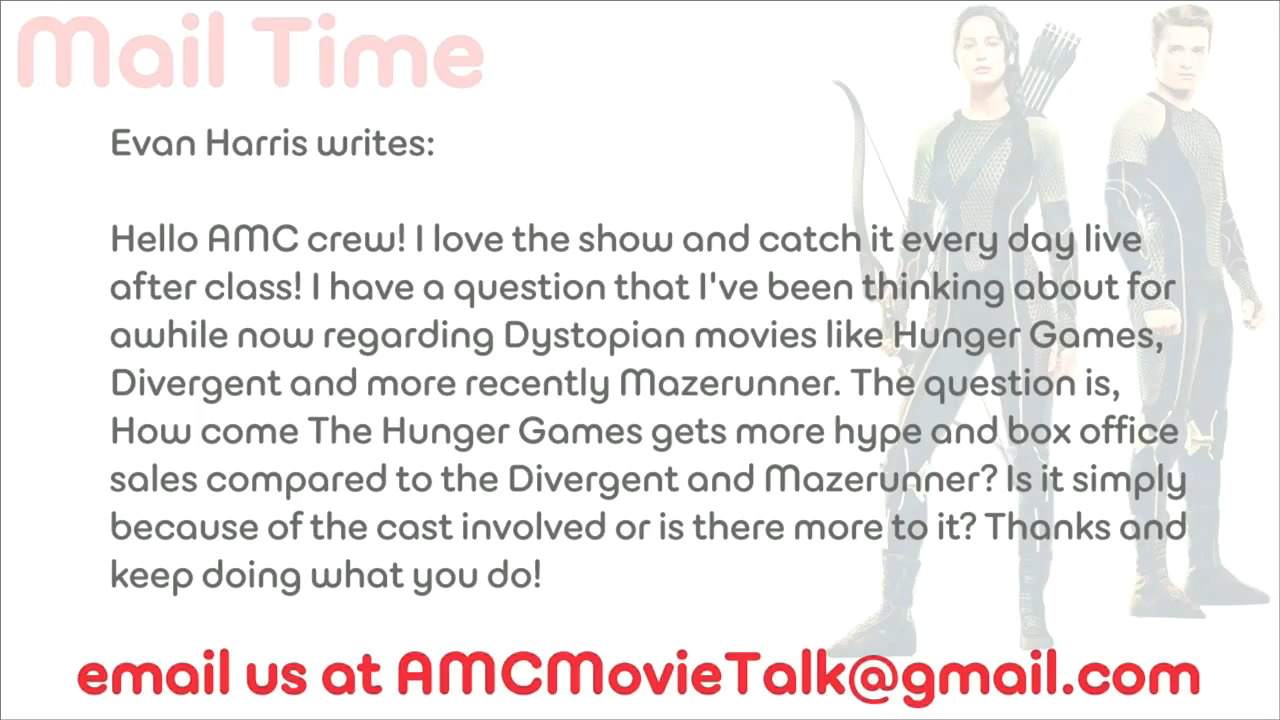 Mail Time
Evan Harris writes:
Hello AMC crew! I love the show and catch it every day live
after class! I have a question that I've been thinking about for
awhile now regarding Dystopian movies like Hunger Games,
Divergent and more recently Mazerunner. The question is,
How come The Hunger Games gets more hype and box office
sales compared to the Divergent and Mazerunner? Is it simply
because of the cast involved or is there more to it? Thanks and
keep doing what you do!
email us at AMCMovieTalk@gmail.com